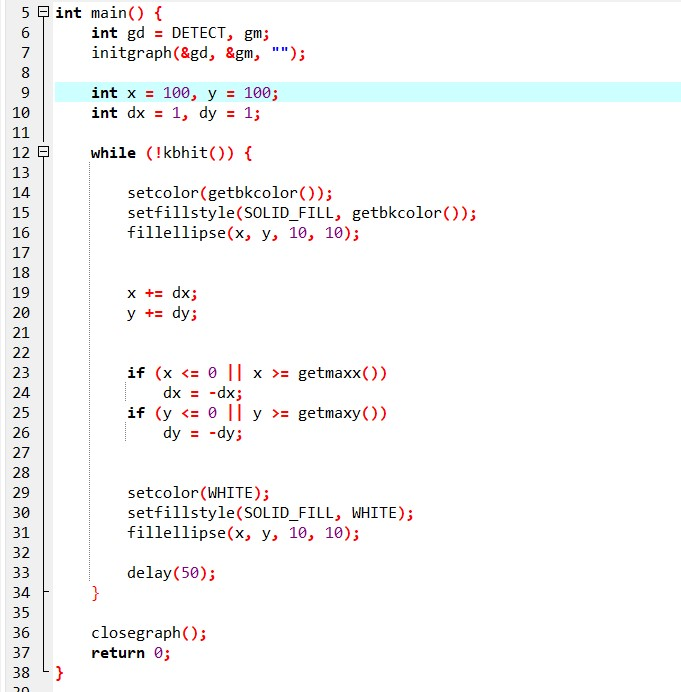 5 int main() {
6 int gd = DETECT, gm;
7 initgraph(&gd, &gm, "");
8
9 int x = 100, y = 100;
10 int dx = 1, dy = 1;
11
12 while (!kbhit()) {
13
14 setcolor(getbkcolor());
15 setfillstyle(SOLID_FILL, getbkcolor());
16 fillellipse(x, y, 10, 10);
17
18
19 x += dx;
20 y += dy;
21
22
23 if (x <= 0 || x >= getmaxx())
24 dx = -dx;
25 if (y <= 0 || y >= getmaxy())
26 dy = -dy;
27
28
29 setcolor(WHITE);
30 setfillstyle(SOLID_FILL, WHITE);
31 fillellipse(x, y, 10, 10);
32
33 delay(50);
34 }
35
36 closegraph();
37 return 0;
38 }